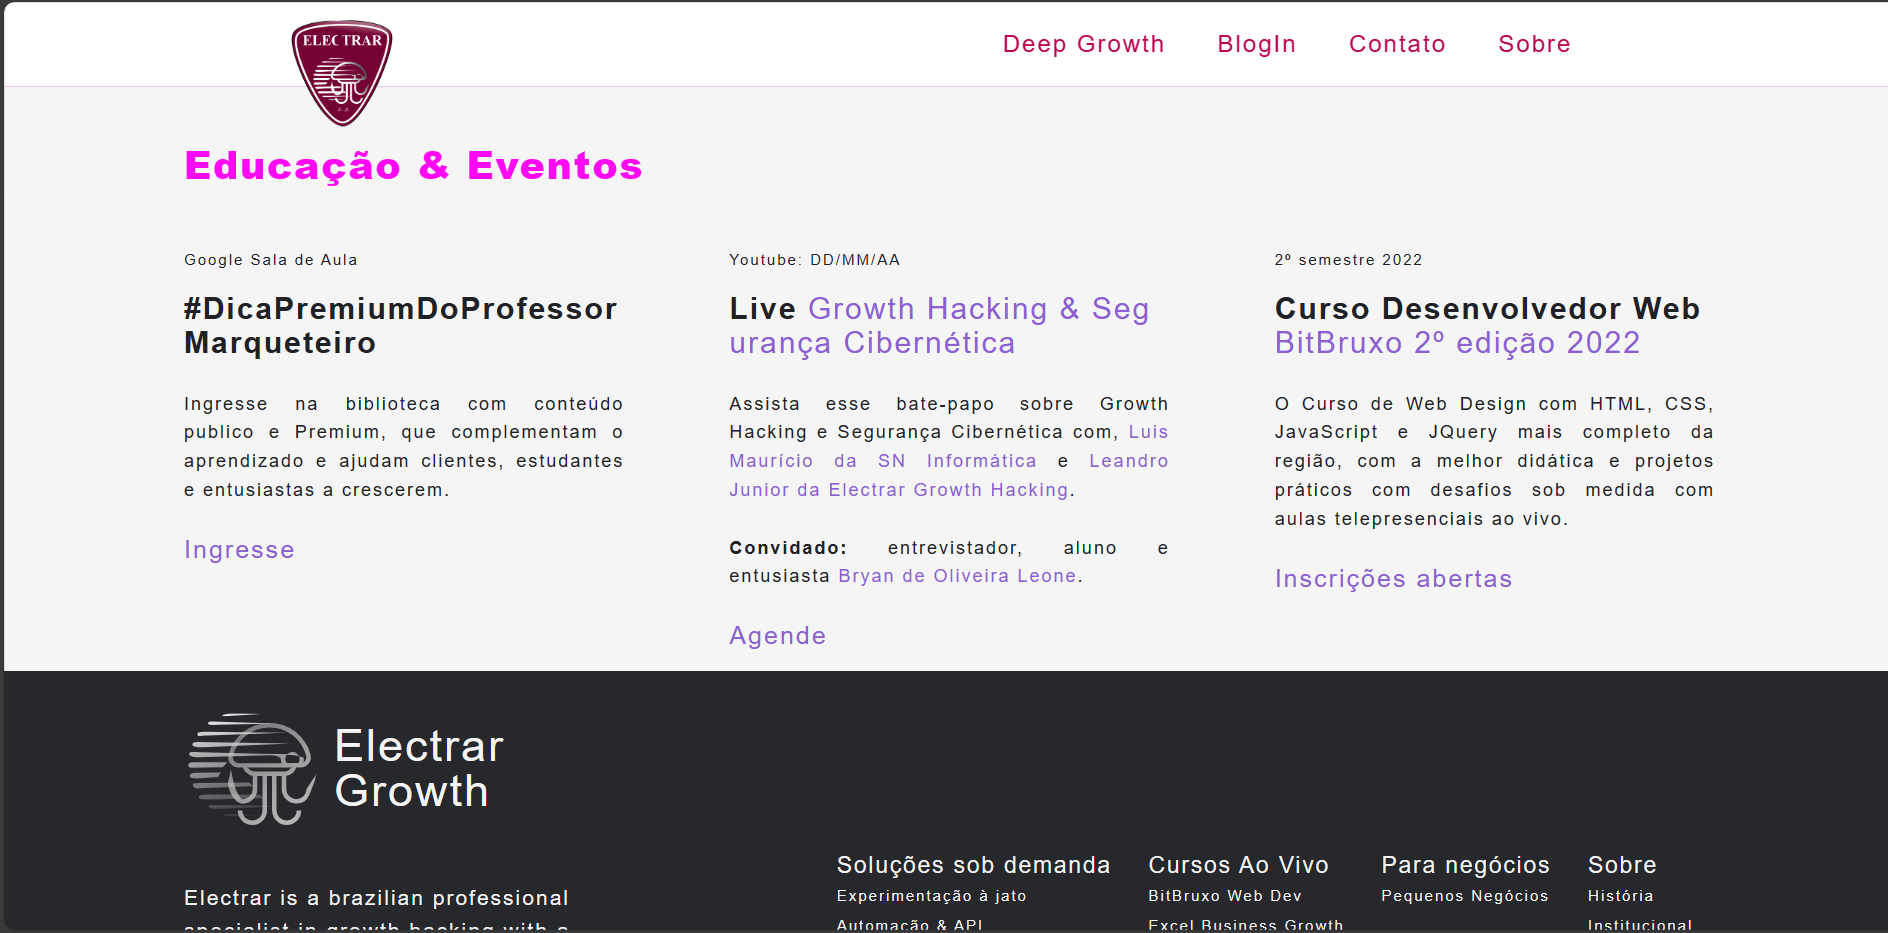 ELECTRAR
Deep Growth BlogIn Contato Sobre
Educação & Eventos
Google Sala de Aula
#DicaPremiumDoProfessor
Marqueteiro
Ingresse na biblioteca com conteúdo
publico e Premium, que complementam o
aprendizado e ajudam clientes, estudantes
e entusiastas a crescerem.
Ingresse
Youtube: DD/MM/AA
Live Growth Hacking & Seg
urança Cibernética
Assista esse bate-papo sobre Growth
Hacking e Segurança Cibernética com, Luis
Maurício da SN Informática e Leandro
Junior da Electrar Growth Hacking.
Convidado: entrevistador, aluno e
entusiasta Bryan de Oliveira Leone.
Agende
2º semestre 2022
Curso Desenvolvedor Web
BitBruxo 2º edição 2022
O Curso de Web Design com HTML, CSS,
JavaScript e JQuery mais completo da
região, com a melhor didática e projetos
práticos com desafios sob medida com
aulas telepresenciais ao vivo.
Inscrições abertas
Electrar
Growth
Electrar is a brazilian professional
specialist in growth hacking with a
Soluções sob demanda
Experimentação à jato
Automação & API
Cursos Ao Vivo
BitBruxo Web Dev
Excel Business Growth
Para negócios
Pequenos Negócios
Sobre
História
Institucional